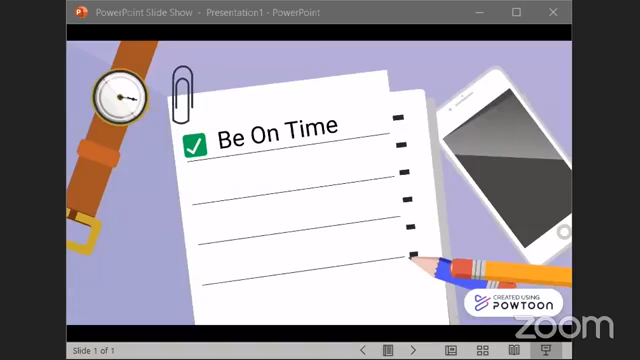 PowerPoint Slide Show - Presentation1 - PowerPoint
Be On Time
CREATED USING
POWTOON
zoom
Slide 1 of 1